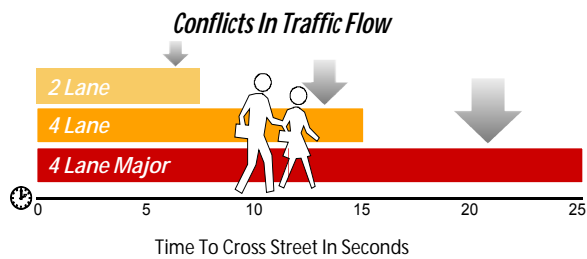 Conflicts In Traffic Flow
2 Lane
4 Lane
4 Lane Major
0 5 10 15 20 25
Time To Cross Street In Seconds